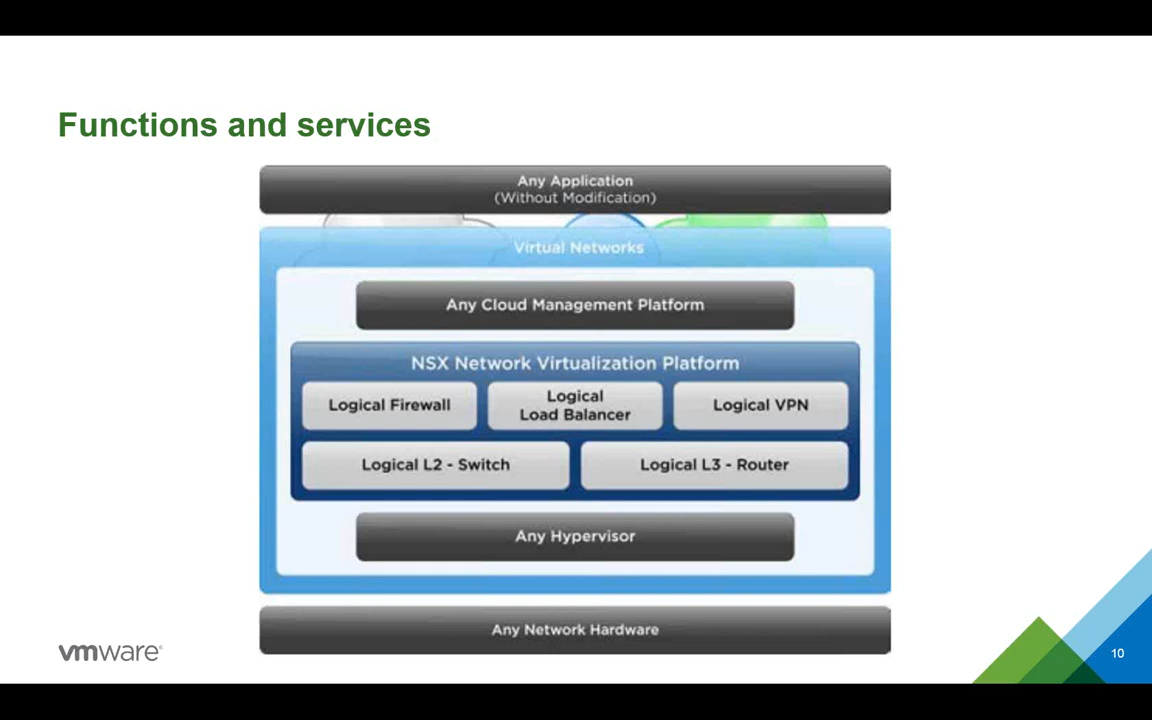 Functions and services
Any Application
(Without Modification)
Virtual Networks
Any Cloud Management Platform
NSX Network Virtualization Platform
Logical Firewall
Logical
Load Balancer
Logical VPN
Logical L2 - Switch
Logical L3 - Router
Any Hypervisor
Any Network Hardware
vmware®
10